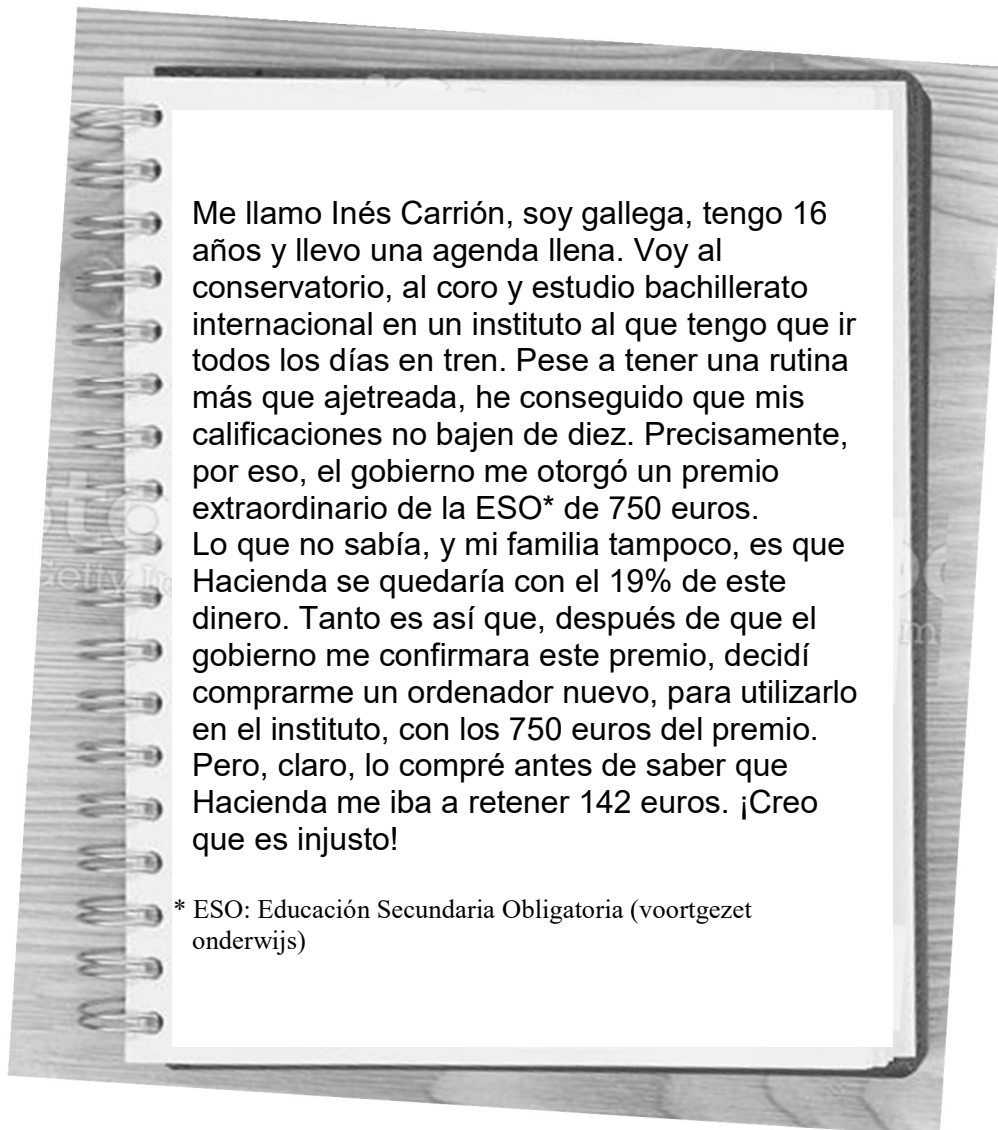 Me llamo Inés Carrión, soy gallega, tengo 16
años y llevo una agenda llena. Voy al
conservatorio, al coro y estudio bachillerato
internacional en un instituto al que tengo que ir
todos los días en tren. Pese a tener una rutina
más que ajetreada, he conseguido que mis
calificaciones no bajen de diez. Precisamente,
por eso, el gobierno me otorgó un premio
extraordinario de la ESO* de 750 euros.
Lo que no sabía, y mi familia tampoco, es que
Hacienda se quedaría con el 19% de este
dinero. Tanto es así que, después de que el
gobierno me confirmara este premio, decidí
comprarme un ordenador nuevo, para utilizarlo
en el instituto, con los 750 euros del premio.
Pero, claro, lo compré antes de saber que
Hacienda me iba a retener 142 euros. ¡Creo
que es injusto!
* ESO: Educación Secundaria Obligatoria (voortgezet
onderwijs)